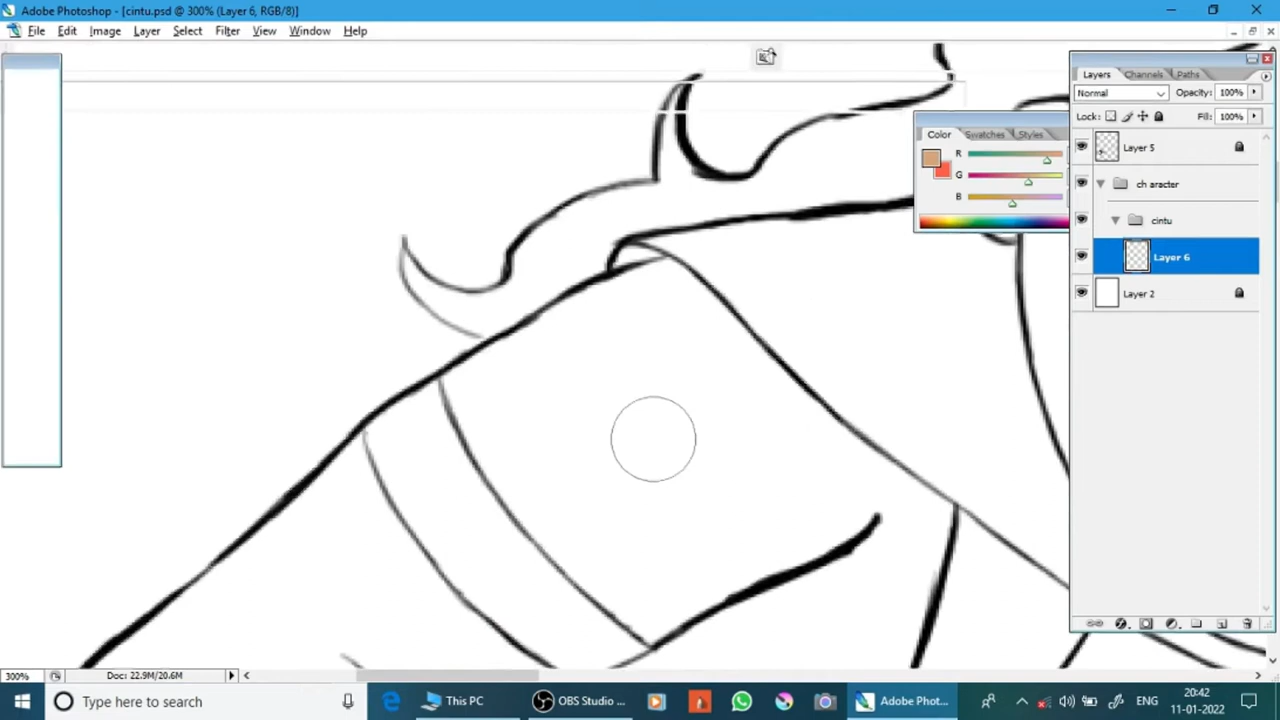 Adobe Photoshop - [cintu.psd @ 300% (Layer 6, RGB/8)]
File Edit Image Layer Select Filter View Window Help
Layers Channels Paths
Normal Opacity: 100%
Lock: Fill: 100%
Layer 5
ch aracter
cintu
Layer 6
Layer 2
Color Swatches Styles
R
G
B
300% Doc: 22.9M/20.6M
Type here to search This PC OBS Studio ... Adobe Phot... ENG 20:42
11-01-2022